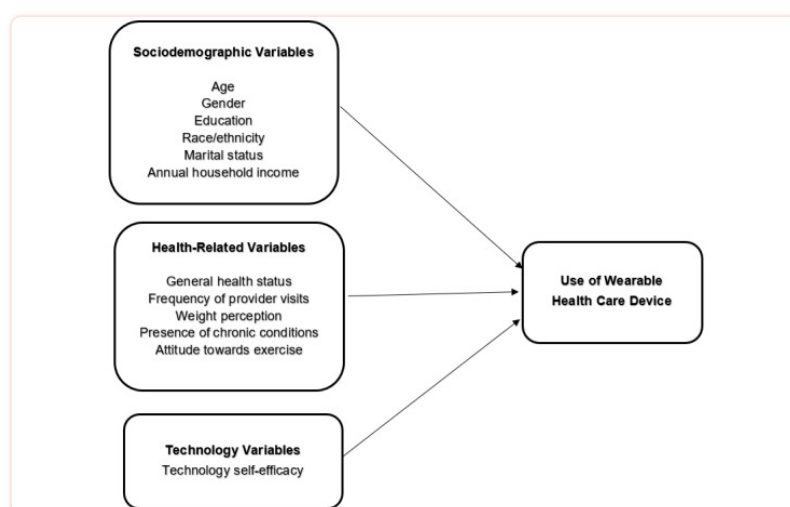 Sociodemographic Variables
Age
Gender
Education
Race/ethnicity
Marital status
Annual household income
Health-Related Variables
General health status
Frequency of provider visits
Weight perception
Presence of chronic conditions
Attitude towards exercise
Use of Wearable
Health Care Device
Technology Variables
Technology self-efficacy